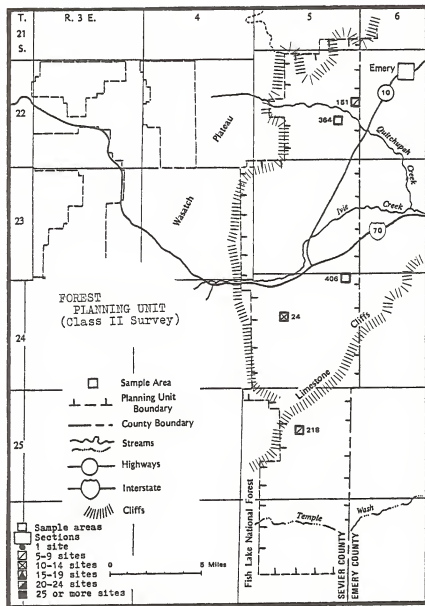 T. 21 S.
R. 3 E.
4
5
6
Emery
10
151
364
22
Plateau
Quitchupah
Creek
23
Wasatch
Ivie Creek
70
406
FOREST
PLANNING UNIT
(Class II Survey)
24
24
Cliffs
Limestone
Sample Area
Planning Unit
Boundary
County Boundary
Streams
25
218
Highways
Interstate
Cliffs
Fish Lake National Forest
Temple Wash
SEVIER COUNTY
EMERY COUNTY
Sample areas
Sections
1 site
5-9 sites
10-14 sites
15-19 sites
20-24 sites
25 or more sites
0 5 Miles